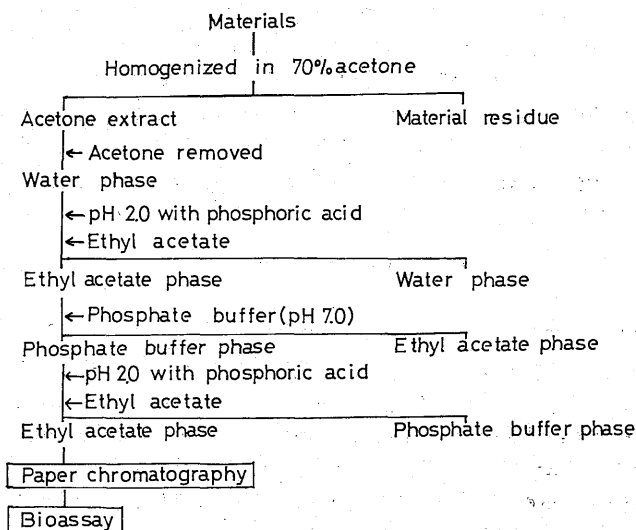 Materials
Homogenized in 70% acetone
Acetone extract Material residue
←Acetone removed
Water phase
←pH 2.0 with phosphoric acid
←Ethyl acetate
Ethyl acetate phase Water phase
←Phosphate buffer(pH 7.0)
Phosphate buffer phase Ethyl acetate phase
←pH 2.0 with phosphoric acid
←Ethyl acetate
Ethyl acetate phase Phosphate buffer phase
Paper chromatography
Bioassay